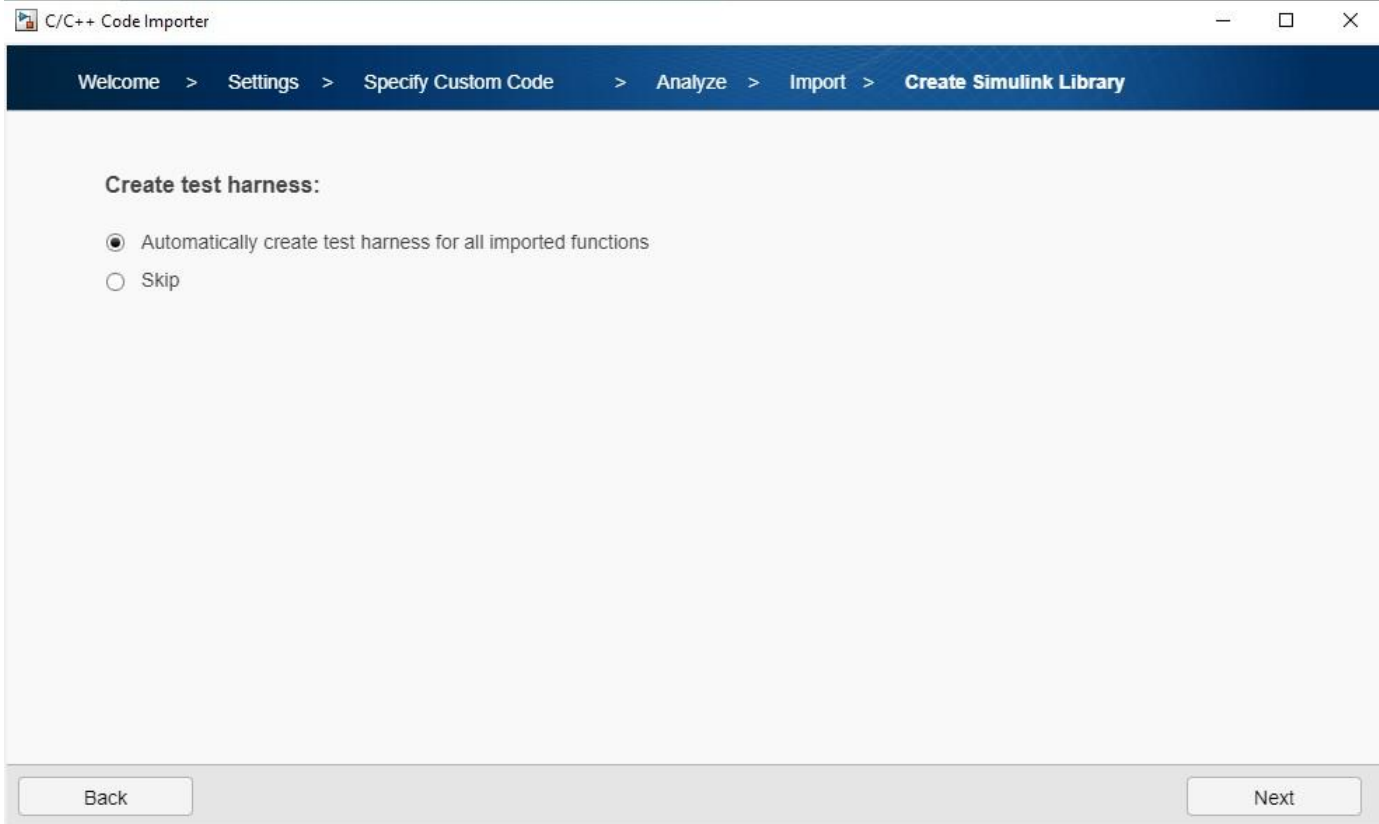 C/C++ Code Importer
Welcome > Settings > Specify Custom Code > Analyze > Import > Create Simulink Library
Create test harness:
Automatically create test harness for all imported functions
Skip
Back Next